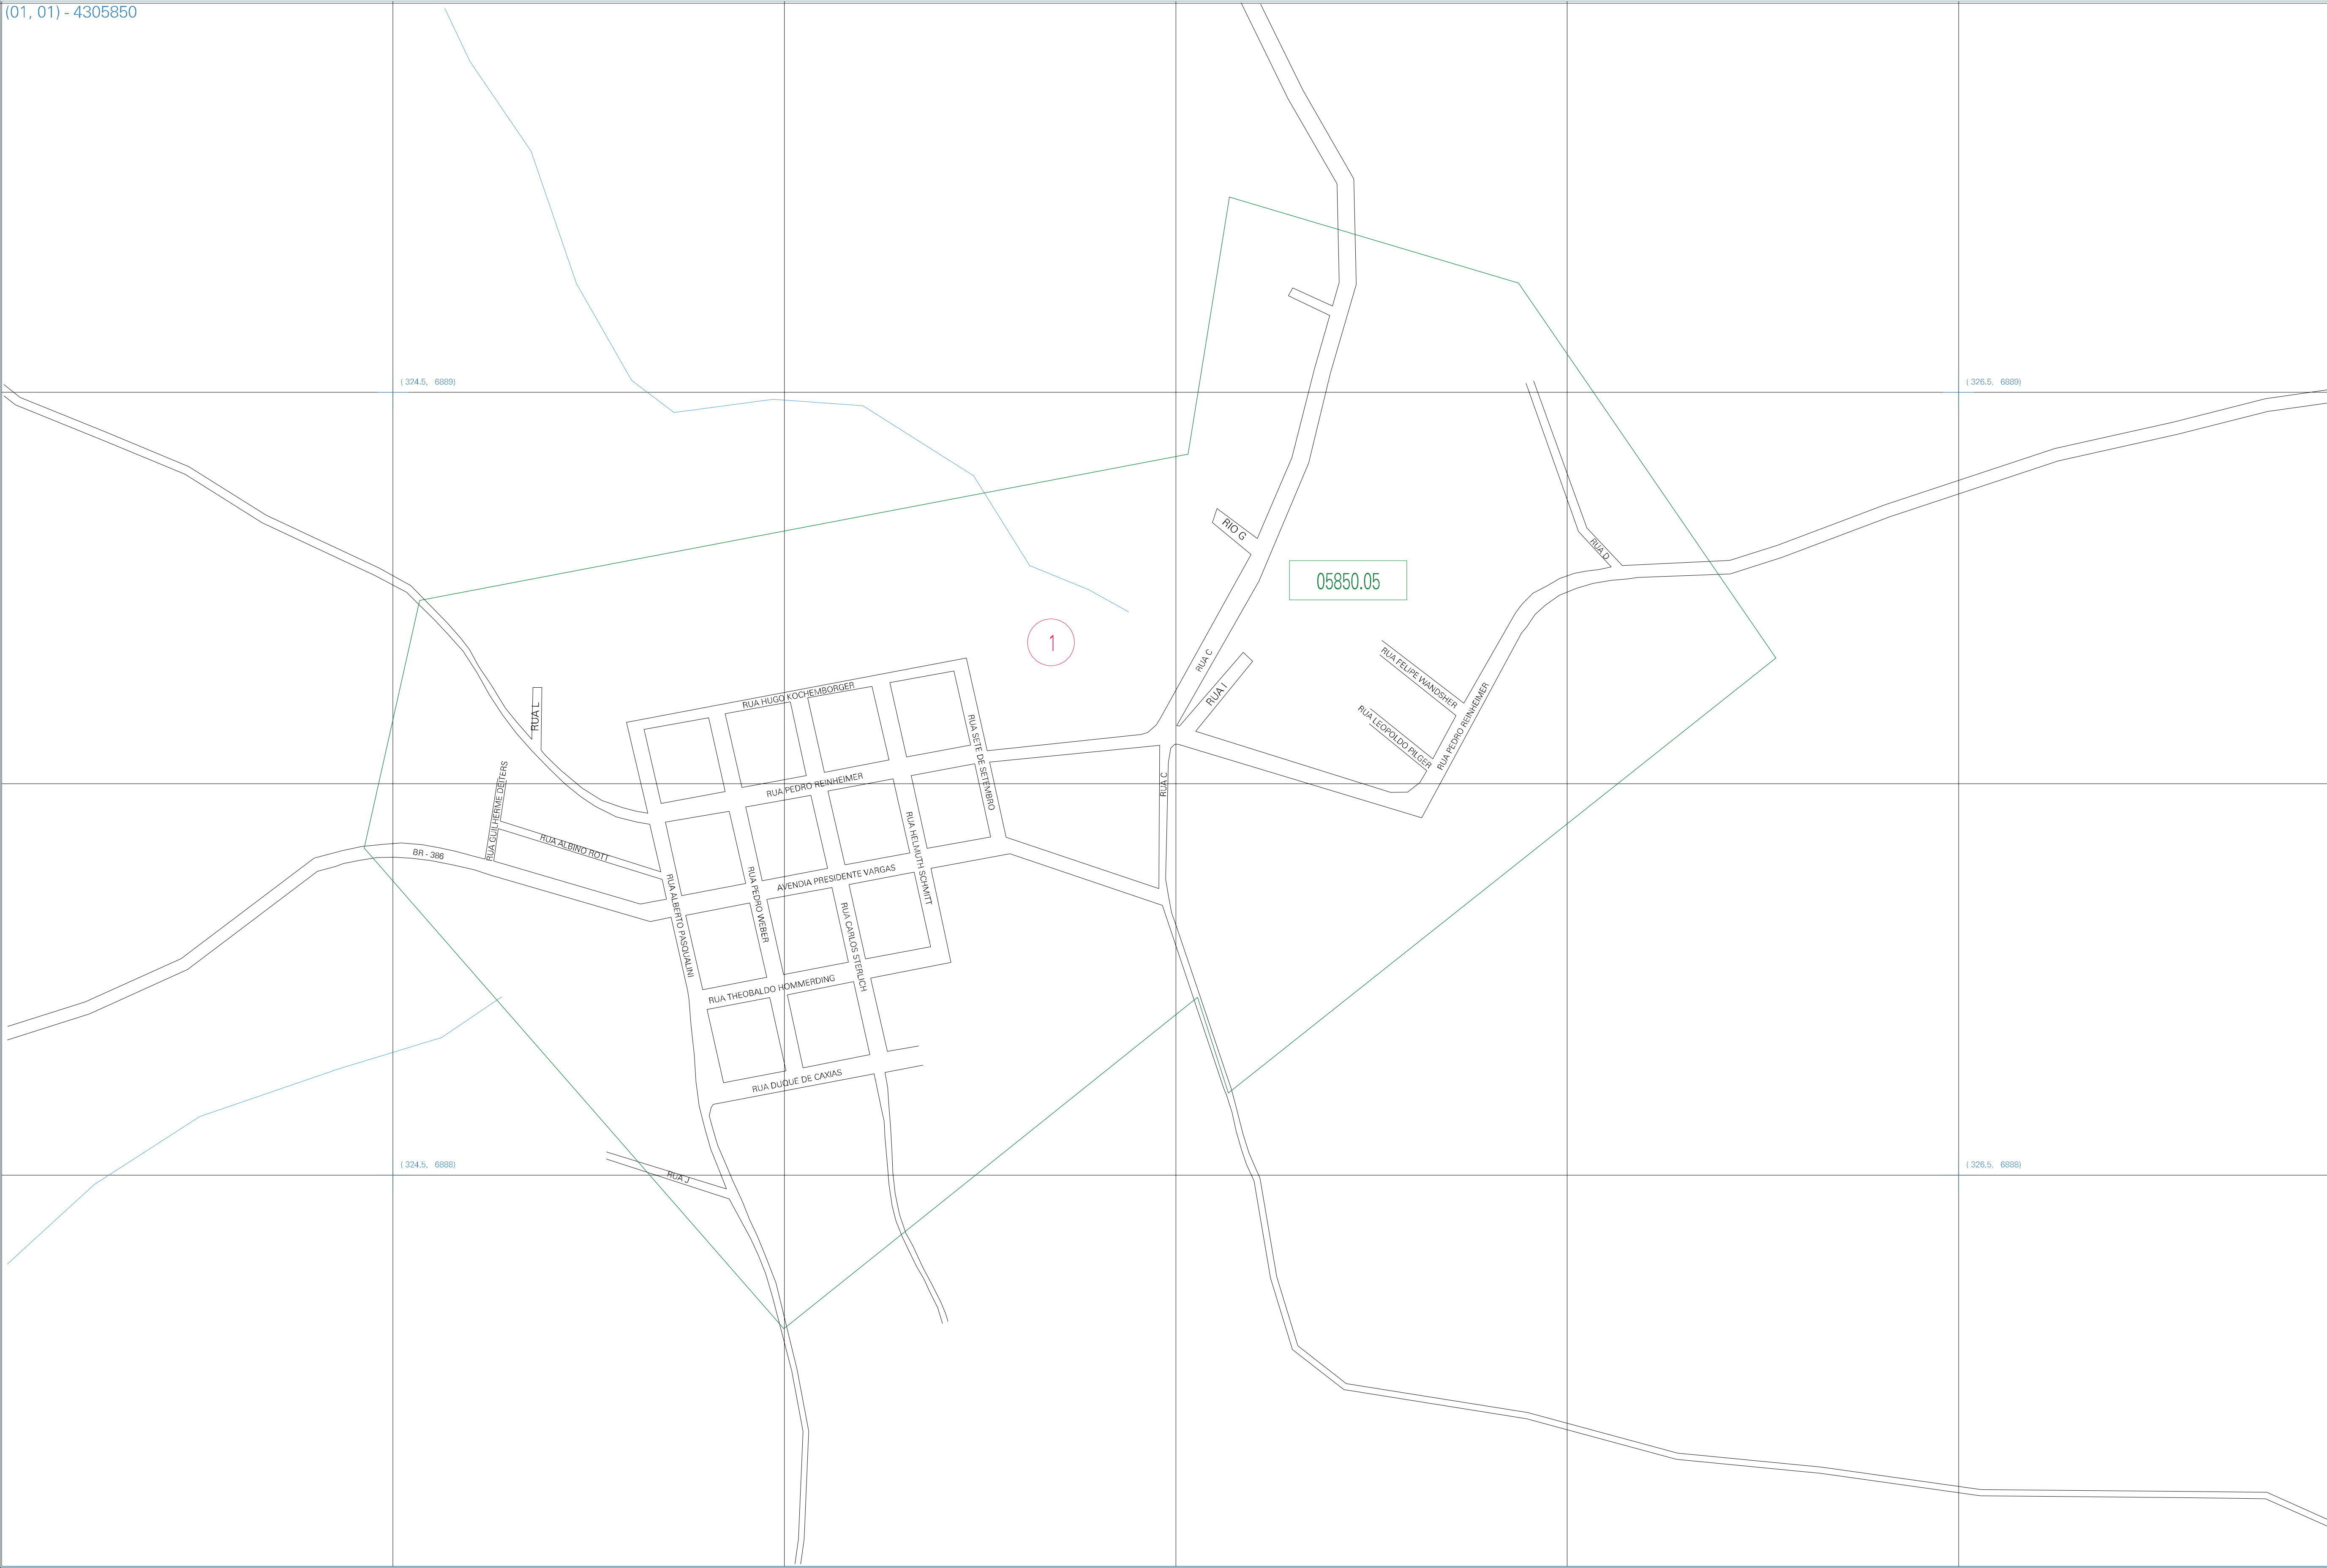 (01, 01) - 4305850
( 324.5, 6889)
( 326.5, 6889)
RIO G
RUA D
05850.05
1
RUA C
RUA I
RUA FELIPE WANDSHER
RUA LEOPOLDO PILGER
RUA PEDRO REINHEIMER
RUA HUGO KOCHEMBORGER
RUA L
RUA SETE DE SETEMBRO
RUA PEDRO REINHEIMER
RUA C
RUA GUILHERME DEITERS
RUA ALBINO ROTT
BR - 386
RUA HELMUTH SCHMITT
AVENDIA PRESIDENTE VARGAS
RUA ALBERTO PASQUALINI
RUA PEDRO WEBER
RUA CARLOS STERLICH
RUA THEOBALDO HOMMERDING
RUA DUQUE DE CAXIAS
RUA J
( 324.5, 6888)
( 326.5, 6888)